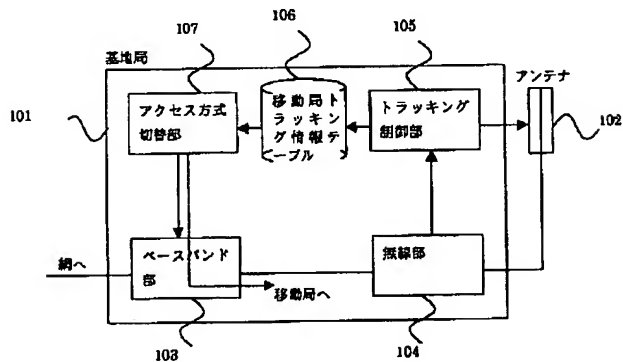 106
107
105
基地局
アンテナ
101
アクセス方式
切替部
移動局ト
ラッキン
グ情報テ
ーブル
トラッキング
制御部
102
網へ
ベースバンド
部
無線部
移動局へ
103
104